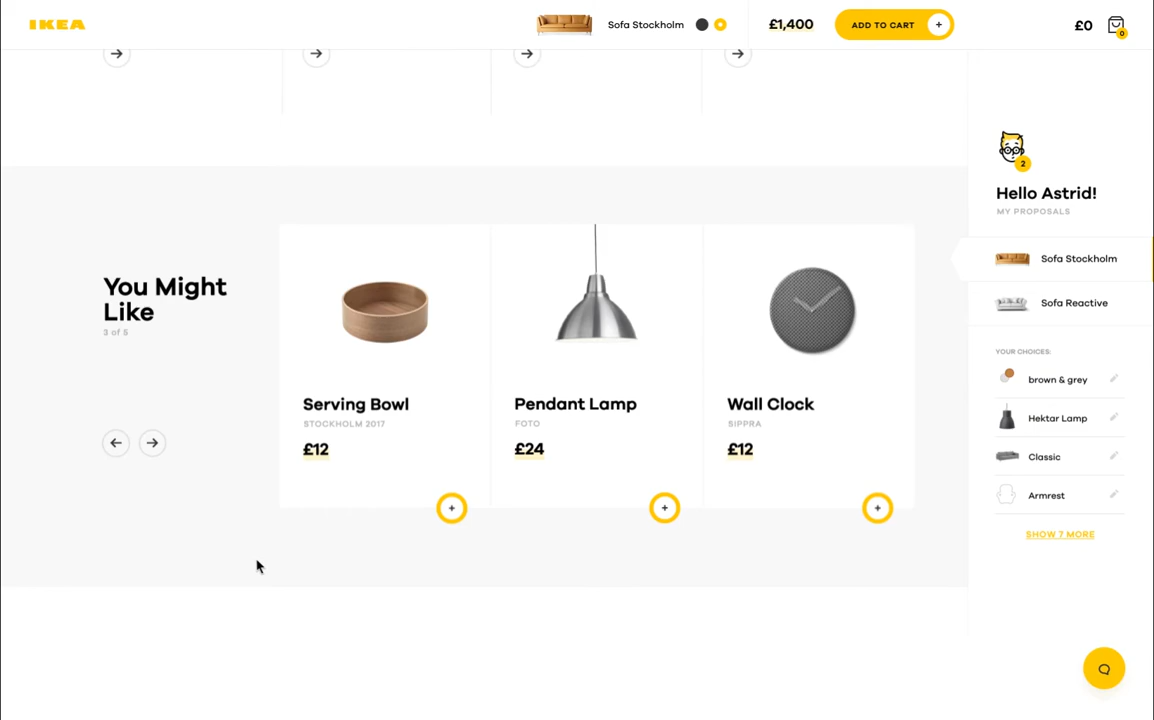 IKEA
Sofa Stockholm
£1,400
ADD TO CART
+
£0
0
2
Hello Astrid!
MY PROPOSALS
Sofa Stockholm
Sofa Reactive
YOUR CHOICES:
brown & grey
Hektar Lamp
Classic
Armrest
SHOW 7 MORE
You Might
Like
3 of 5
Serving Bowl
STOCKHOLM 2017
£12
+
Pendant Lamp
FOTO
£24
+
Wall Clock
SIPPRA
£12
+